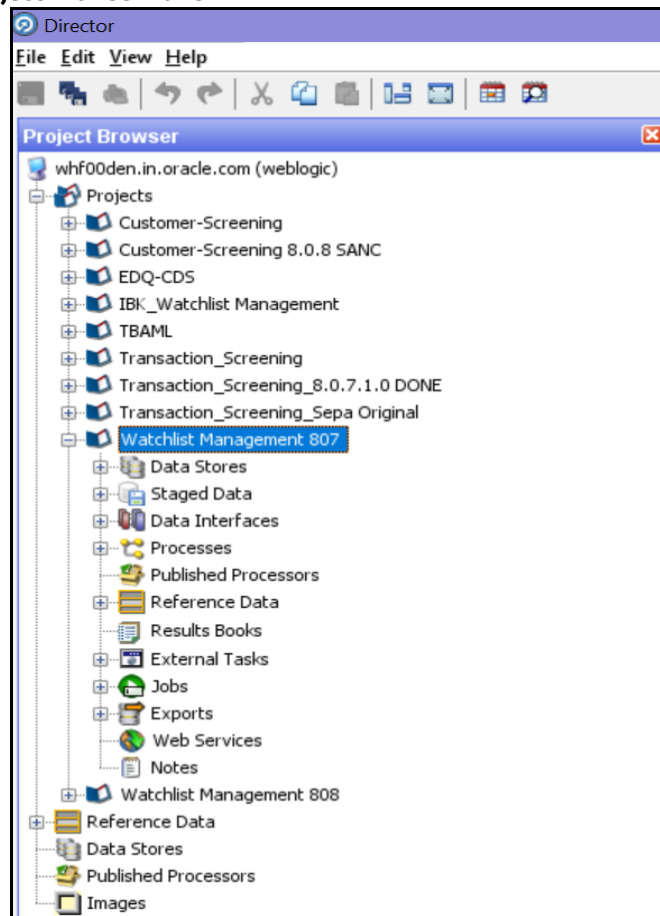 Director
File Edit View Help
Project Browser
whf00den.in.oracle.com (weblogic)
Projects
Customer-Screening
Customer-Screening 8.0.8 SANC
EDQ-CDS
IBK_Watchlist Management
TBAML
Transaction_Screening
Transaction_Screening_8.0.7.1.0 DONE
Transaction_Screening_Sepa Original
Watchlist Management 807
Data Stores
Staged Data
Data Interfaces
Processes
Published Processors
Reference Data
Results Books
External Tasks
Jobs
Exports
Web Services
Notes
Watchlist Management 808
Reference Data
Data Stores
Published Processors
Images